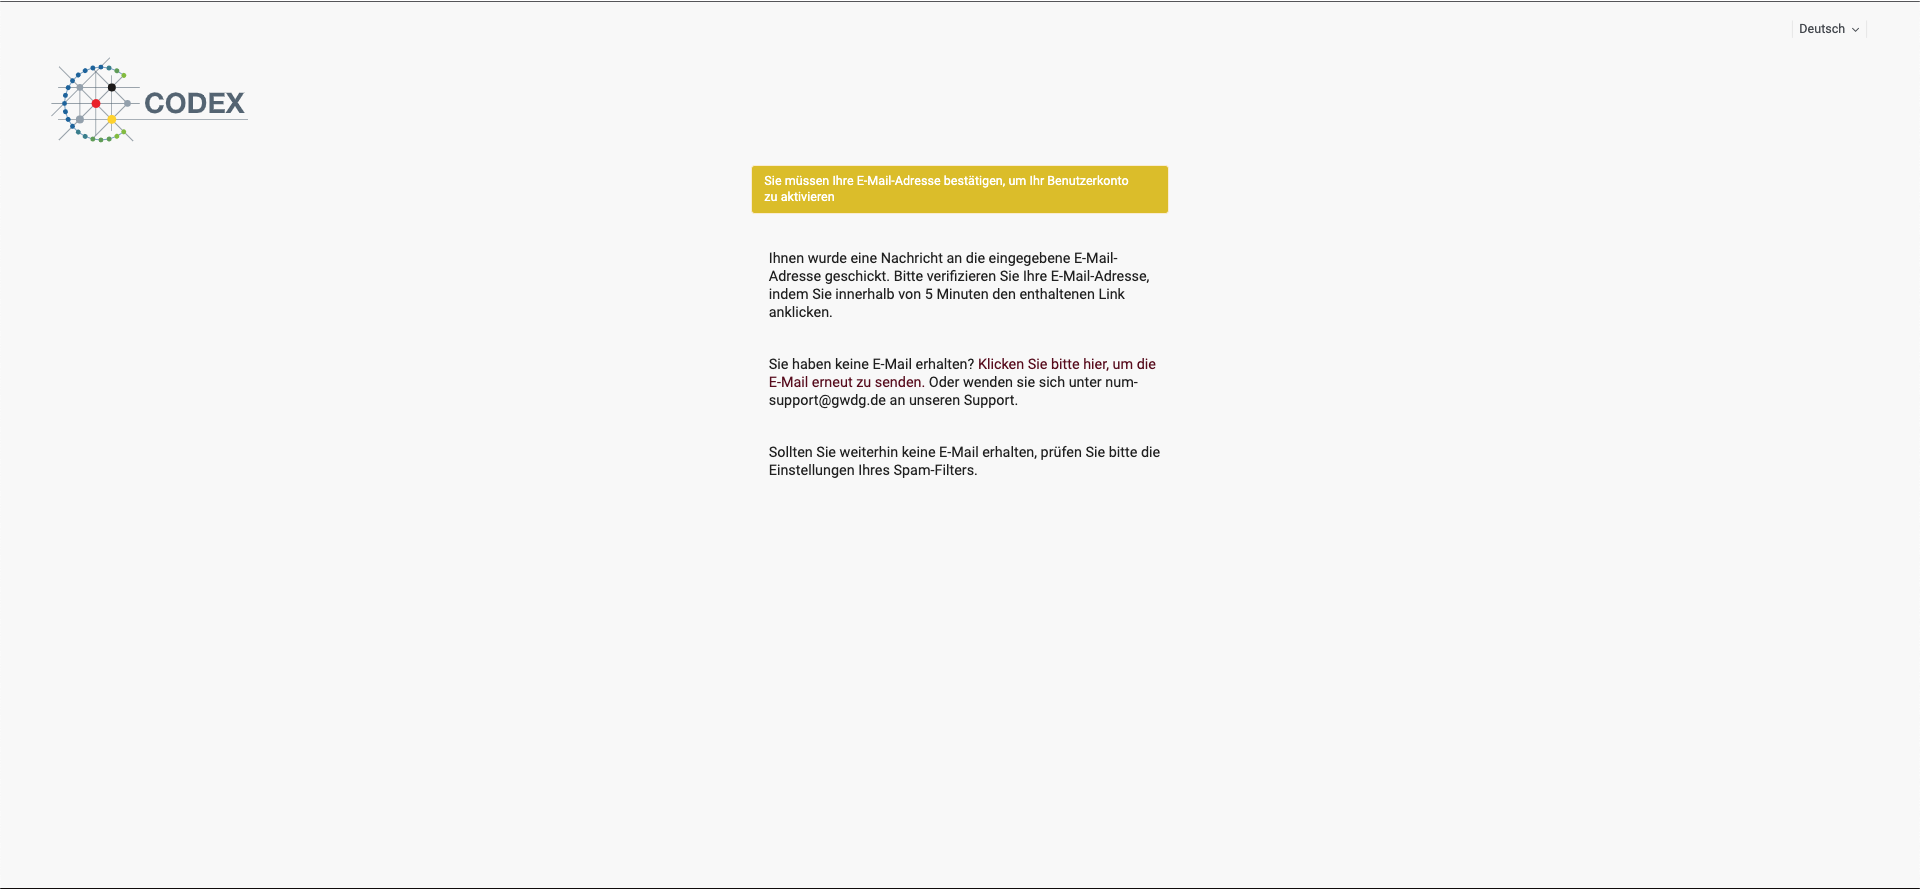 Deutsch
CODEX
Sie müssen Ihre E-Mail-Adresse bestätigen, um Ihr Benutzerkonto
zu aktivieren
Ihnen wurde eine Nachricht an die eingegebene E-Mail-
Adresse geschickt. Bitte verifizieren Sie Ihre E-Mail-Adresse,
indem Sie innerhalb von 5 Minuten den enthaltenen Link
anklicken.
Sie haben keine E-Mail erhalten? Klicken Sie bitte hier, um die
E-Mail erneut zu senden. Oder wenden sie sich unter num-
support@gwdg.de an unseren Support.
Sollten Sie weiterhin keine E-Mail erhalten, prüfen Sie bitte die
Einstellungen Ihres Spam-Filters.